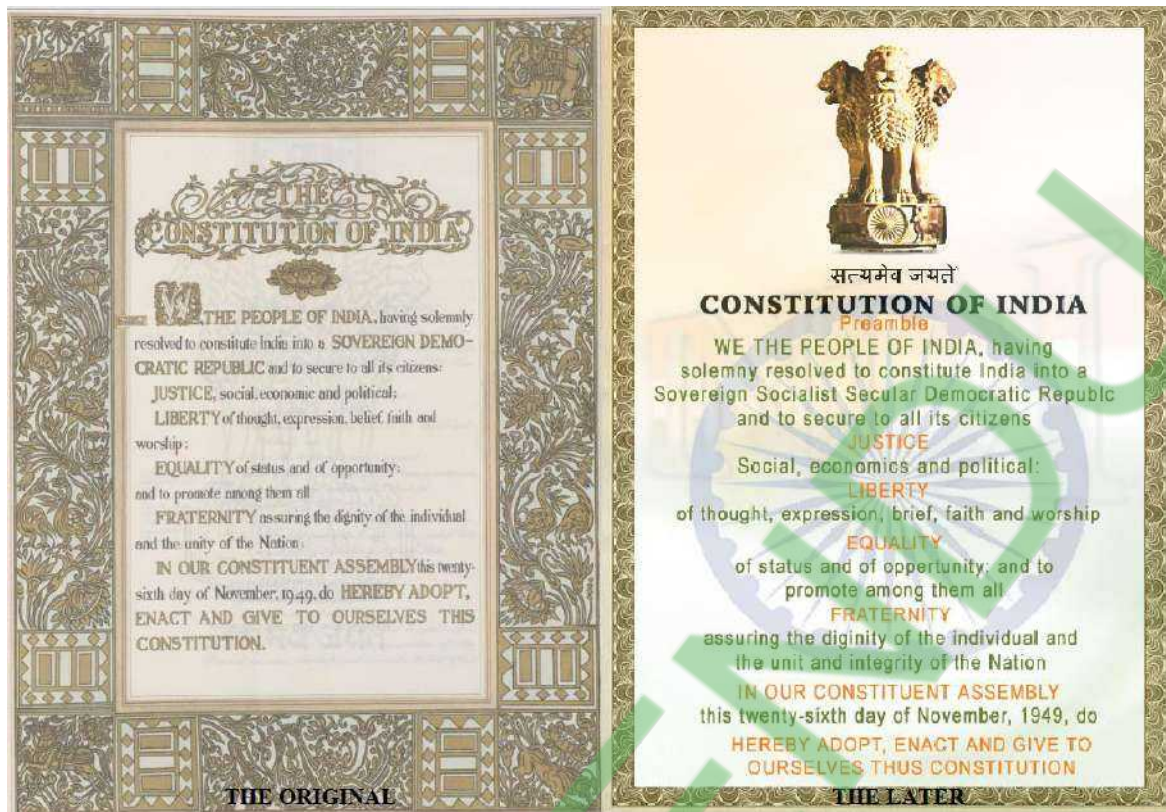 THE
CONSTITUTION OF INDIA
WE, THE PEOPLE OF INDIA, having solemnly
resolved to constitute India into a SOVEREIGN DEMO-
CRATIC REPUBLIC and to secure to all its citizens:
JUSTICE, social, economic and political;
LIBERTY of thought, expression, belief, faith and
worship;
EQUALITY of status and of opportunity;
and to promote among them all
FRATERNITY assuring the dignity of the individual
and the unity of the Nation;
IN OUR CONSTITUENT ASSEMBLY this twenty-
sixth day of November, 1949, do HEREBY ADOPT,
ENACT AND GIVE TO OURSELVES THIS
CONSTITUTION.
THE ORIGINAL
सत्यमेव जयते
CONSTITUTION OF INDIA
Preamble
WE THE PEOPLE OF INDIA, having
solemny resolved to constitute India into a
Sovereign Socialist Secular Democratic Republc
and to secure to all its citizens
JUSTICE
Social, economics and political:
LIBERTY
of thought, expression, brief, faith and worship
EQUALITY
of status and of opportunity; and to
promote among them all
FRATERNITY
assuring the diginity of the individual and
the unit and integrity of the Nation
IN OUR CONSTITUENT ASSEMBLY
this twenty-sixth day of November, 1949, do
HEREBY ADOPT, ENACT AND GIVE TO
OURSELVES THUS CONSTITUTION
THE LATER